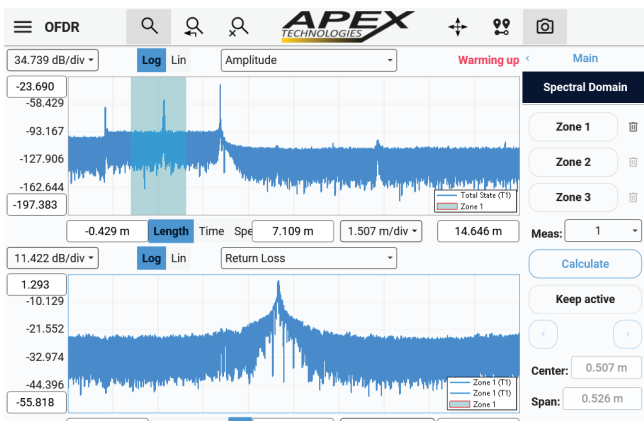 OFDR
APEX
TECHNOLOGIES
34.739 dB/div
Log Lin
Amplitude
Warming up
Main
-23.690
-58.429
-93.167
-127.906
-162.644
-197.383
Total State (T1)
Zone 1
Spectral Domain
Zone 1
Zone 2
Zone 3
-0.429 m
Length Time Spe
7.109 m
1.507 m/div
14.646 m
Meas: 1
11.422 dB/div
Log Lin
Return Loss
Calculate
1.293
-10.129
-21.552
-32.974
-44.396
-55.818
Zone 1 (T1)
Zone 1 (T1)
Zone 1
Keep active
Center: 0.507 m
Span: 0.526 m